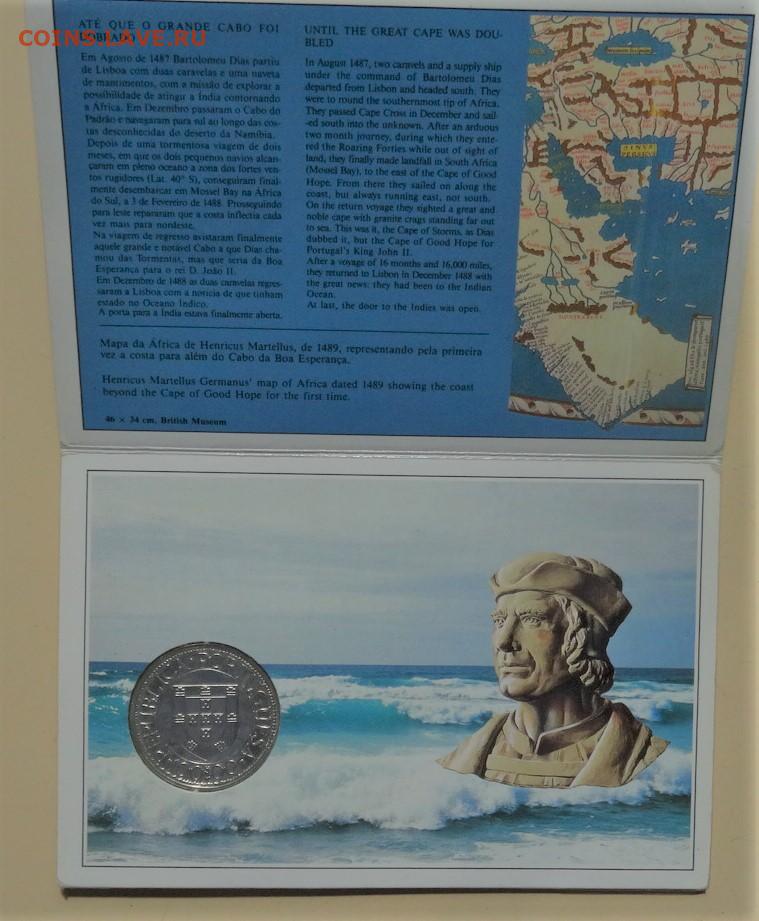 COINS.LAVE.RU
ATÉ QUE O GRANDE CABO FOI
DOBRADO
Em Agosto de 1487 Bartolomeu Dias partiu
de Lisboa com duas caravelas e uma naveta
de mantimentos, com a missão de explorar a
possibilidade de atingir a Índia contornando
a África. Em Dezembro passaram o Cabo do
Padrão e navegaram para sul ao longo das cos-
tas desconhecidas do deserto da Namíbia.
Depois de uma tormentosa viagem de dois
meses, em que os dois pequenos navios alcan-
çaram em pleno oceano a zona dos fortes ven-
tos rugidores (Lat. 40° S), conseguiram final-
mente desembarcar em Mossel Bay na África
do Sul, a 3 de Fevereiro de 1488. Prosseguindo
para leste repararam que a costa inflectia cada
vez mais para nordeste.
Na viagem de regresso avistaram finalmente
aquele grande e notável Cabo a que Dias cha-
mou das Tormentas, mas que seria da Boa
Esperança para o rei D. João II.
Em Dezembro de 1488 as duas caravelas regres-
saram a Lisboa com a notícia de que tinham
estado no Oceano Índico.
A porta para a Índia estava finalmente aberta.
UNTIL THE GREAT CAPE WAS DOU-
BLED
In August 1487, two caravels and a supply ship
under the command of Bartolomeu Dias
departed from Lisbon and headed south. They
were to round the southernmost tip of Africa.
They passed Cape Cross in December and sail-
-ed south into the unknown. After an arduous
two month journey, during which they ente-
red the Roaring Forties while out of sight of
land, they finally made landfall in South Africa
(Mossel Bay), to the east of the Cape of Good
Hope. From there they sailed on along the
coast, but always running east, not south.
On the return voyage they sighted a great and
noble cape with granite crags standing far out
to sea. This was it, the Cape of Storms, as Dias
dubbed it, but the Cape of Good Hope for
Portugal's King John II.
After a voyage of 16 months and 16,000 miles,
they returned to Lisbon in December 1488 with
the great news: they had been to the Indian
Ocean.
At last, the door to the Indies was open.
Mapa da África de Henricus Martellus, de 1489, representando pela primeira
vez a costa para além do Cabo da Boa Esperança.
Henricus Martellus Germanus' map of Africa dated 1489 showing the coast
beyond the Cape of Good Hope for the first time.
46 × 34 cm, British Museum
REPUBLICA PORTUGUESA